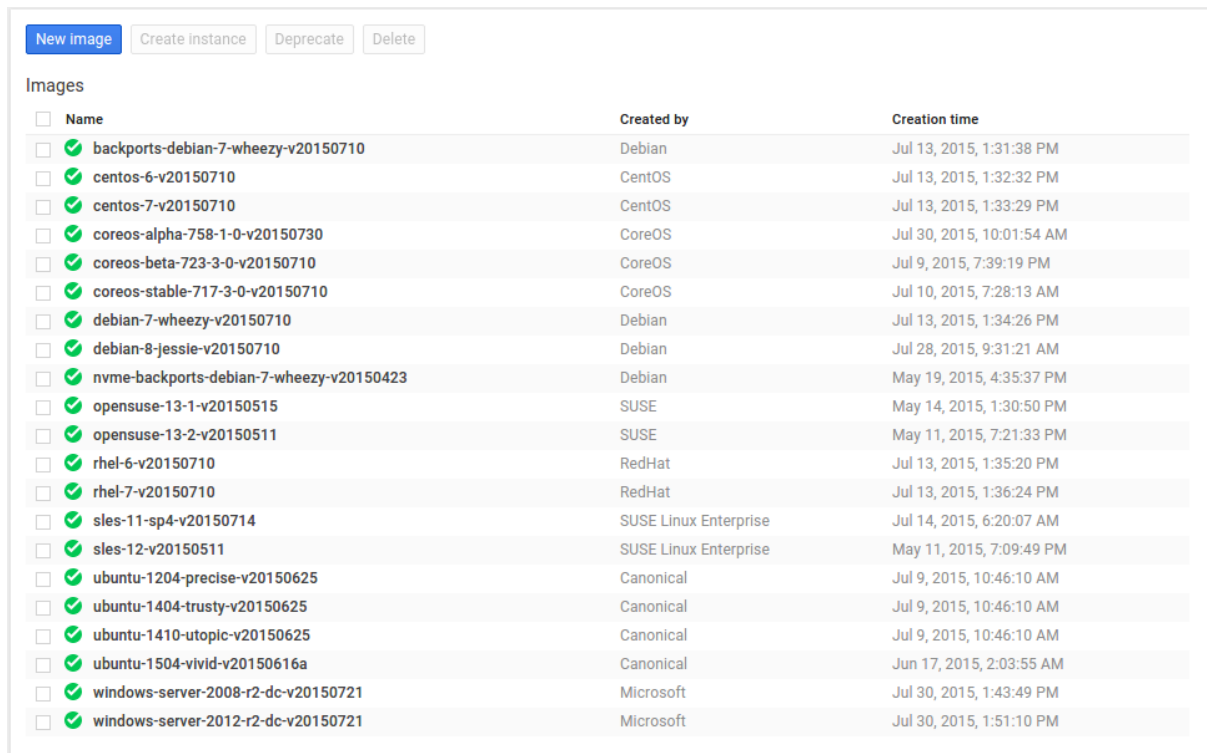 New image Create instance Deprecate Delete
Images
Name Created by Creation time
backports-debian-7-wheezy-v20150710 Debian Jul 13, 2015, 1:31:38 PM
centos-6-v20150710 CentOS Jul 13, 2015, 1:32:32 PM
centos-7-v20150710 CentOS Jul 13, 2015, 1:33:29 PM
coreos-alpha-758-1-0-v20150730 CoreOS Jul 30, 2015, 10:01:54 AM
coreos-beta-723-3-0-v20150710 CoreOS Jul 9, 2015, 7:39:19 PM
coreos-stable-717-3-0-v20150710 CoreOS Jul 10, 2015, 7:28:13 AM
debian-7-wheezy-v20150710 Debian Jul 13, 2015, 1:34:26 PM
debian-8-jessie-v20150710 Debian Jul 28, 2015, 9:31:21 AM
nvme-backports-debian-7-wheezy-v20150423 Debian May 19, 2015, 4:35:37 PM
opensuse-13-1-v20150515 SUSE May 14, 2015, 1:30:50 PM
opensuse-13-2-v20150511 SUSE May 11, 2015, 7:21:33 PM
rhel-6-v20150710 RedHat Jul 13, 2015, 1:35:20 PM
rhel-7-v20150710 RedHat Jul 13, 2015, 1:36:24 PM
sles-11-sp4-v20150714 SUSE Linux Enterprise Jul 14, 2015, 6:20:07 AM
sles-12-v20150511 SUSE Linux Enterprise May 11, 2015, 7:09:49 PM
ubuntu-1204-precise-v20150625 Canonical Jul 9, 2015, 10:46:10 AM
ubuntu-1404-trusty-v20150625 Canonical Jul 9, 2015, 10:46:10 AM
ubuntu-1410-utopic-v20150625 Canonical Jul 9, 2015, 10:46:10 AM
ubuntu-1504-vivid-v20150616a Canonical Jun 17, 2015, 2:03:55 AM
windows-server-2008-r2-dc-v20150721 Microsoft Jul 30, 2015, 1:43:49 PM
windows-server-2012-r2-dc-v20150721 Microsoft Jul 30, 2015, 1:51:10 PM